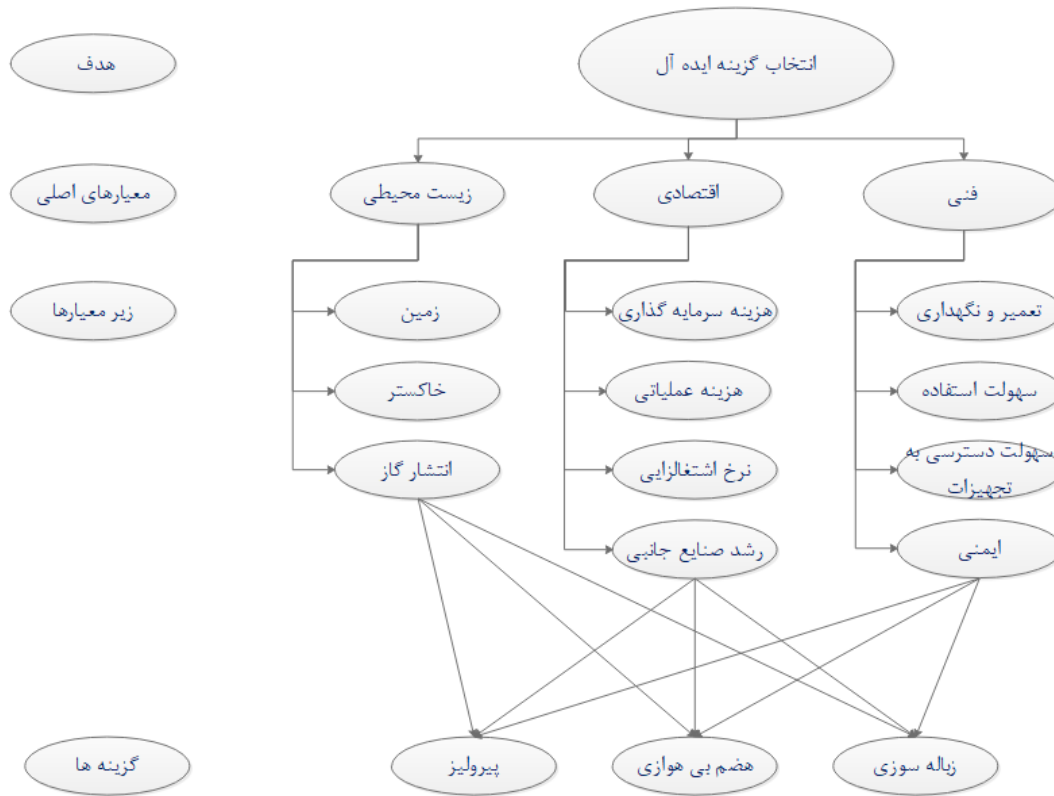 انتخاب گزینه ایده آل
هدف
فنی
اقتصادی
زیست محیطی
معیارهای اصلی
تعمیر و نگهداری
هزینه سرمایه گذاری
زمین
زیر معیارها
سهولت استفاده
هزینه عملیاتی
خاکستر
سهولت دسترسی به
تجهیزات
نرخ اشتغالزایی
انتشار گاز
ایمنی
رشد صنایع جانبی
زباله سوزی
هضم بی هوازی
پیرولیز
گزینه ها